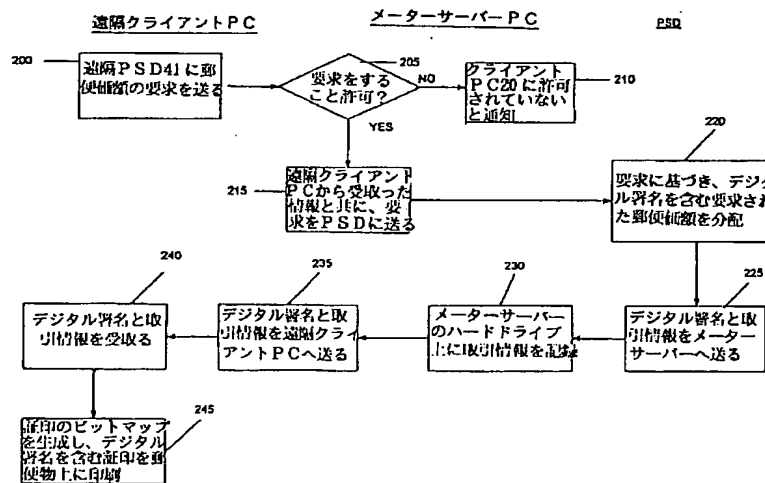 遠隔クライアントPC
メーターサーバーPC
PSD
200
遠隔PSD41に郵
便価額の要求を送る
205
要求をする
こと許可?
NO
YES
クライアント
PC20に許可
されていない
と通知
210
215
遠隔クライアント
PCから受取った
情報と共に、要
求をPSDに送る
220
要求に基づき、デジタ
ル署名を含む要求され
た郵便価額を分配
225
デジタル署名と取
引情報をメーター
サーバーへ送る
230
メーターサーバー
のハードドライブ
上に取引情報を記録
235
デジタル署名と取
引情報を遠隔クライ
アントPCへ送る
240
デジタル署名と取
引情報を受取る
245
証印のビットマップ
を生成し、デジタル
署名を含む証印を郵
便物上に印刷